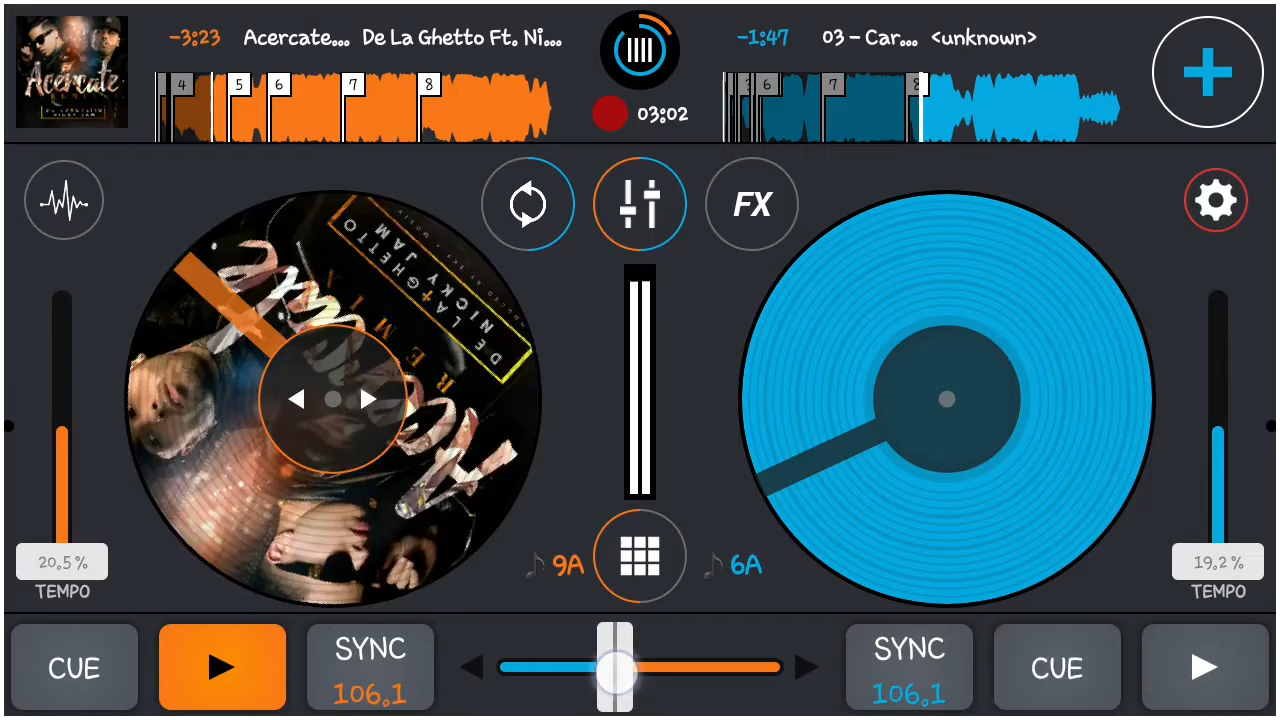 -3:23 Acercate... De La Ghetto Ft. Ni...
-1:47 03 - Car... <unknown>
Acercate
4 5 6 7 8
6 7 8
03:02
FX
DE LA GHETTO
NICKY JAM
REMIX
20,5 %
TEMPO
9A
6A
19,2 %
TEMPO
CUE
SYNC
106,1
SYNC
106,1
CUE